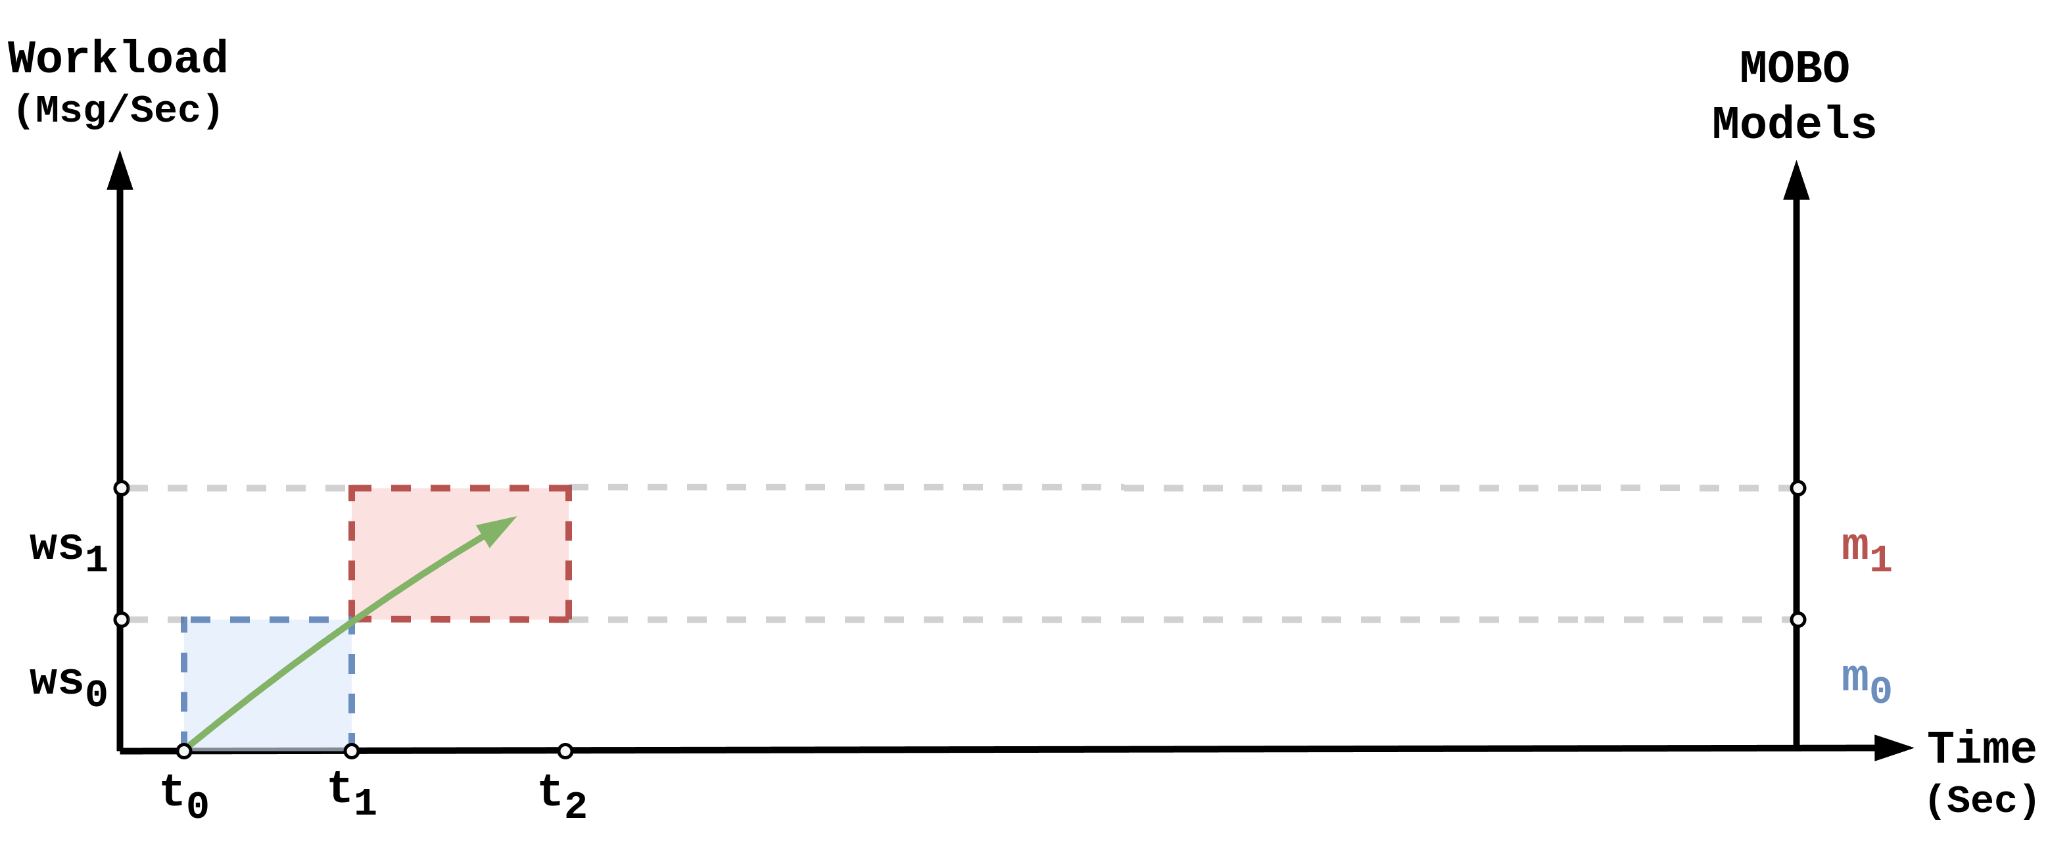 Workload
(Msg/Sec)
MOBO
Models
ws1
m1
ws0
m0
Time
(Sec)
t0
t1
t2